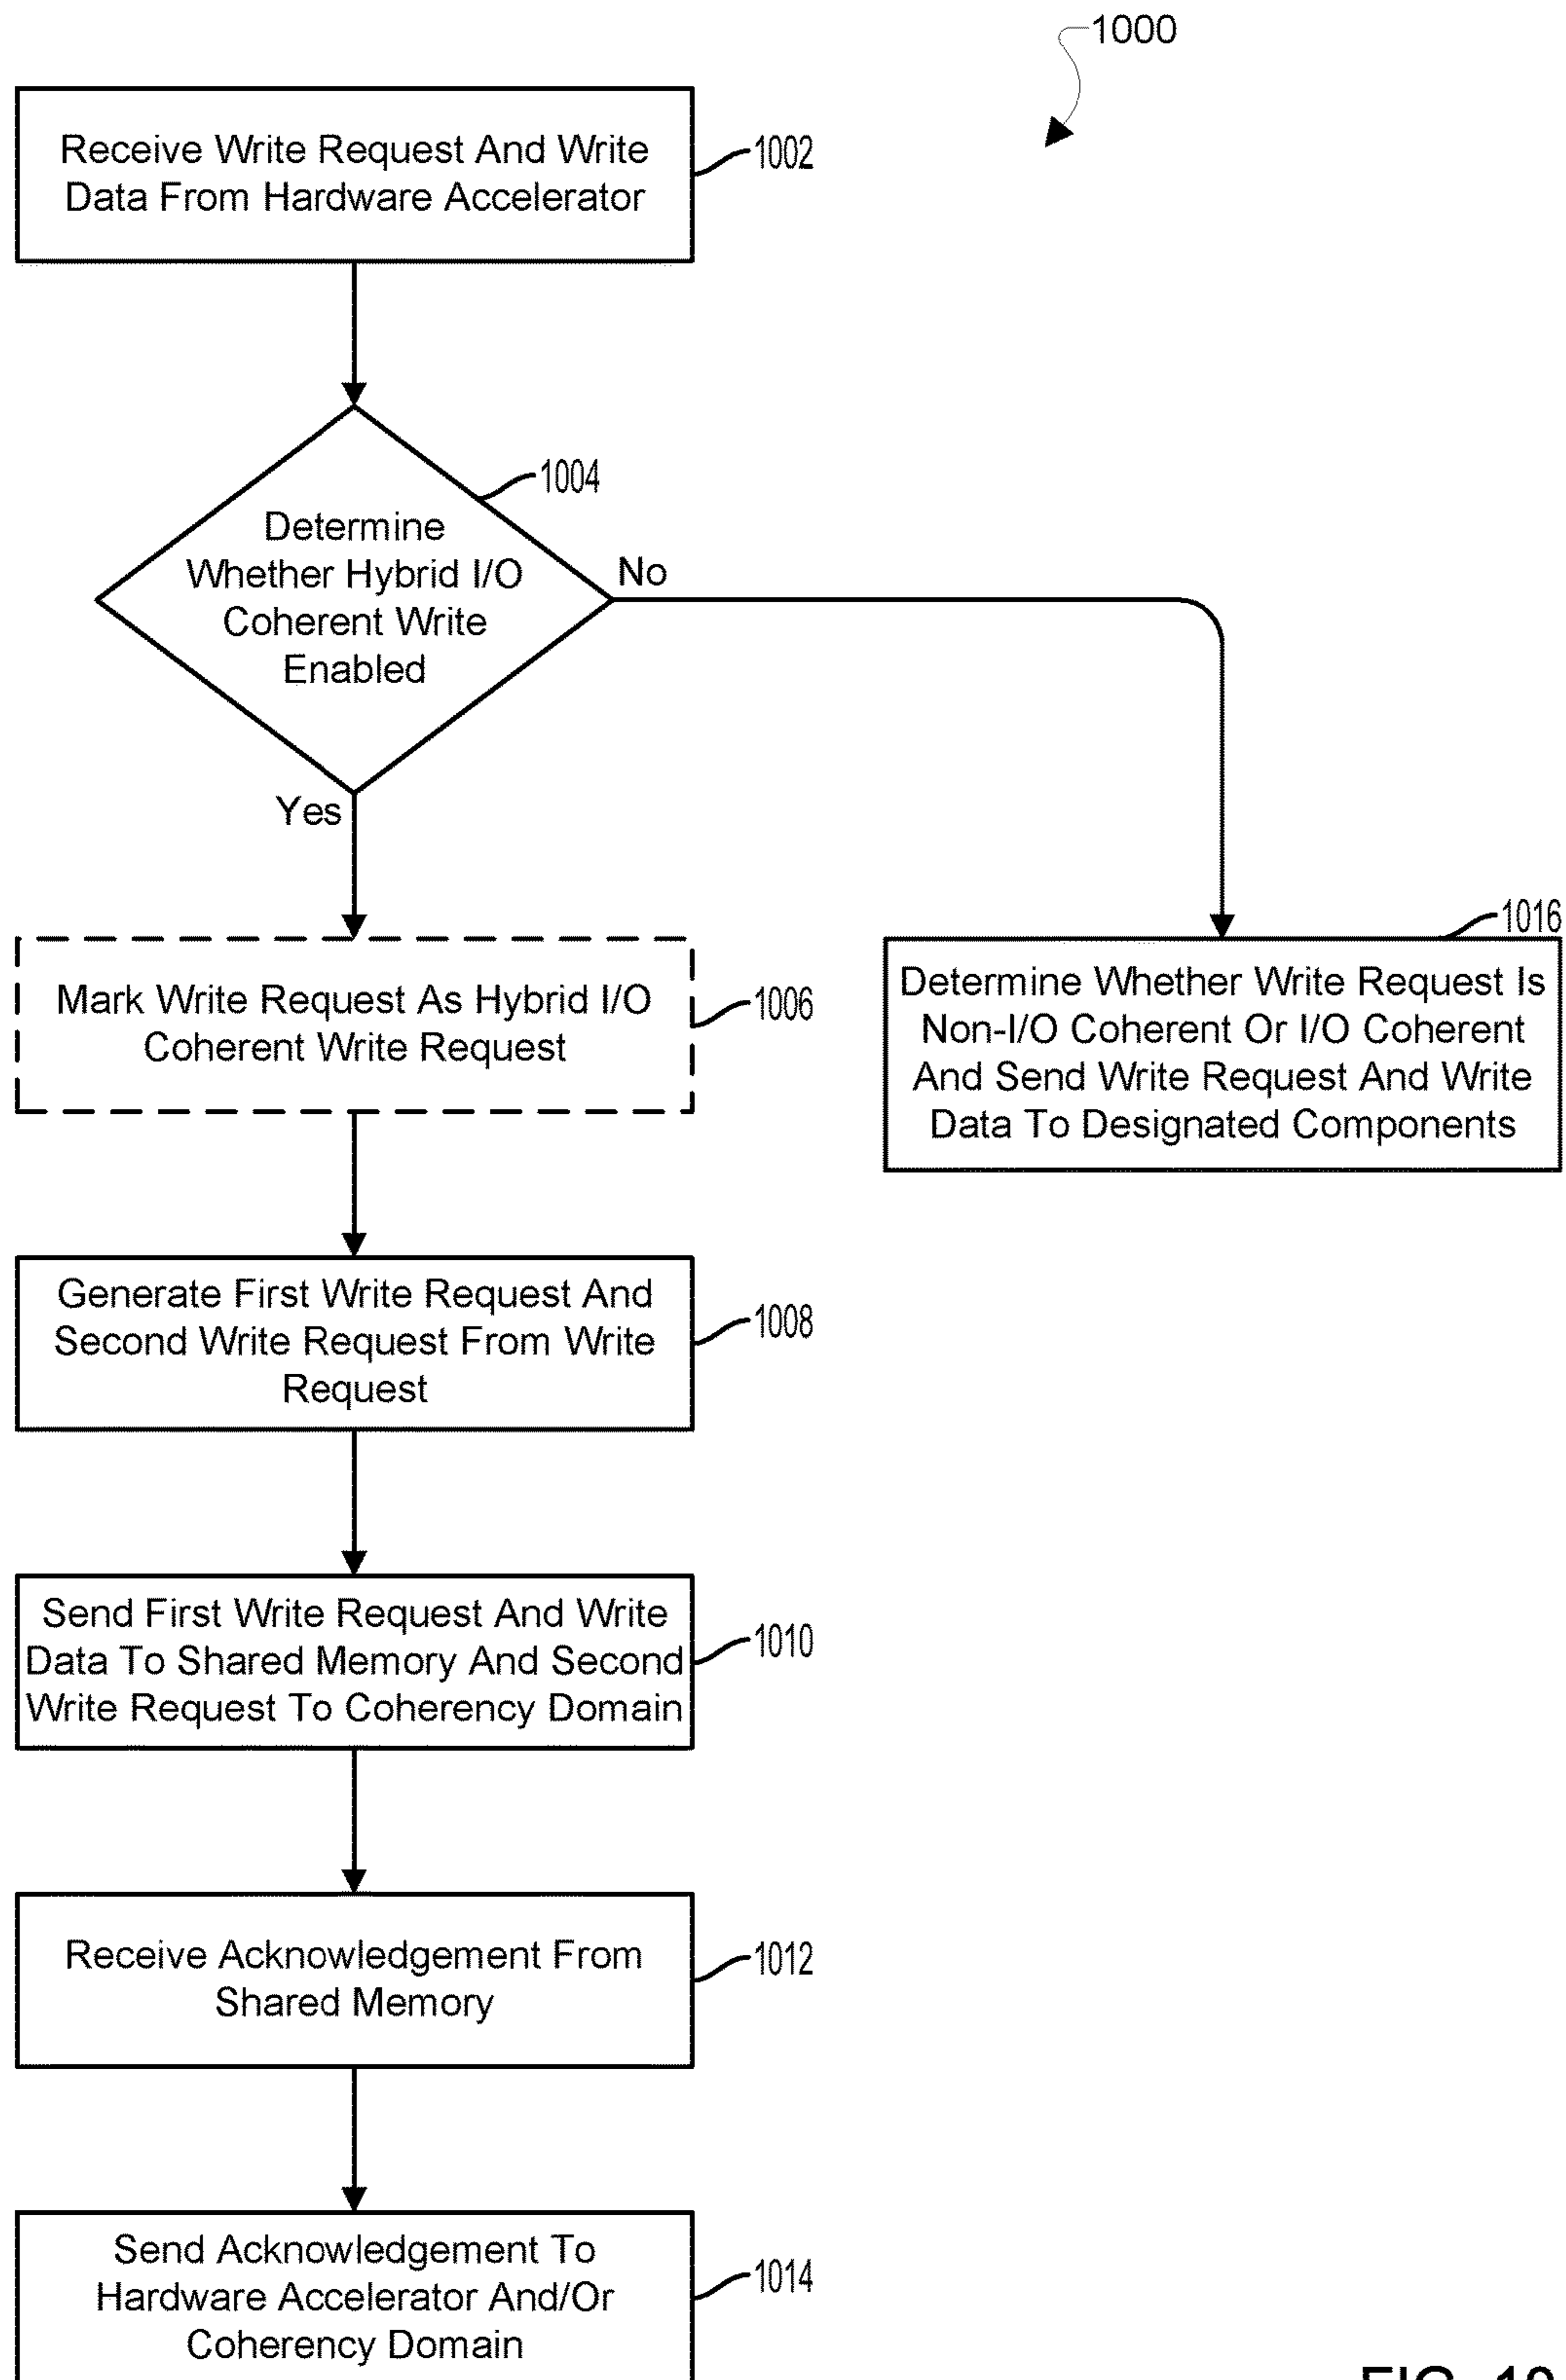 1000
Receive Write Request And Write
Data From Hardware Accelerator
1002
1004
Determine
Whether Hybrid I/O
Coherent Write
Enabled
No
Yes
Mark Write Request As Hybrid I/O
Coherent Write Request
1006
1016
Determine Whether Write Request Is
Non-I/O Coherent Or I/O Coherent
And Send Write Request And Write
Data To Designated Components
Generate First Write Request And
Second Write Request From Write
Request
1008
Send First Write Request And Write
Data To Shared Memory And Second
Write Request To Coherency Domain
1010
Receive Acknowledgement From
Shared Memory
1012
Send Acknowledgement To
Hardware Accelerator And/Or
Coherency Domain
1014
FIG.